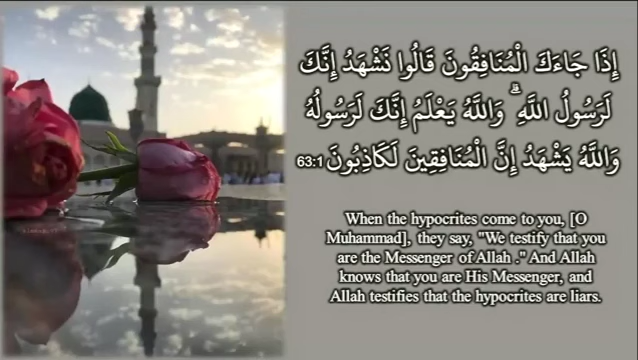 إِذَا جَاءَكَ الْمُنَافِقُونَ قَالُوا نَشْهَدُ إِنَّكَ
لَرَسُولُ اللَّهِ ۗ وَاللَّهُ يَعْلَمُ إِنَّكَ لَرَسُولُهُ
وَاللَّهُ يَشْهَدُ إِنَّ الْمُنَافِقِينَ لَكَاذِبُونَ 63:1
When the hypocrites come to you, [O
Muhammad], they say, "We testify that you
are the Messenger of Allah ." And Allah
knows that you are His Messenger, and
Allah testifies that the hypocrites are liars.